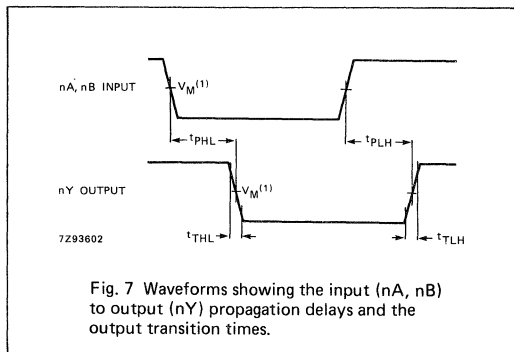 nA, nB INPUT
VM(1)
tPHL
tPLH
nY OUTPUT
VM(1)
7Z93602
tTHL
tTLH
Fig. 7 Waveforms showing the input (nA, nB)
to output (nY) propagation delays and the
output transition times.